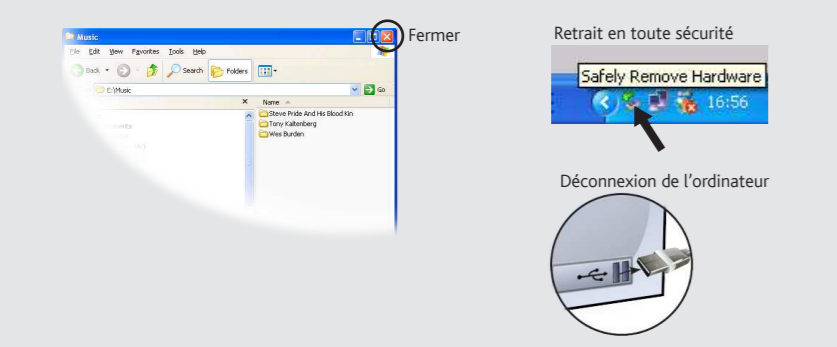 Music
Fermer
File Edit View Favorites Tools Help
Back Search Folders
E:\Music Go
X Name
Steve Pride And His Blood Kin
Tony Kaltenberg
Wes Burden
Retrait en toute sécurité
Safely Remove Hardware
16:56
Déconnexion de l'ordinateur